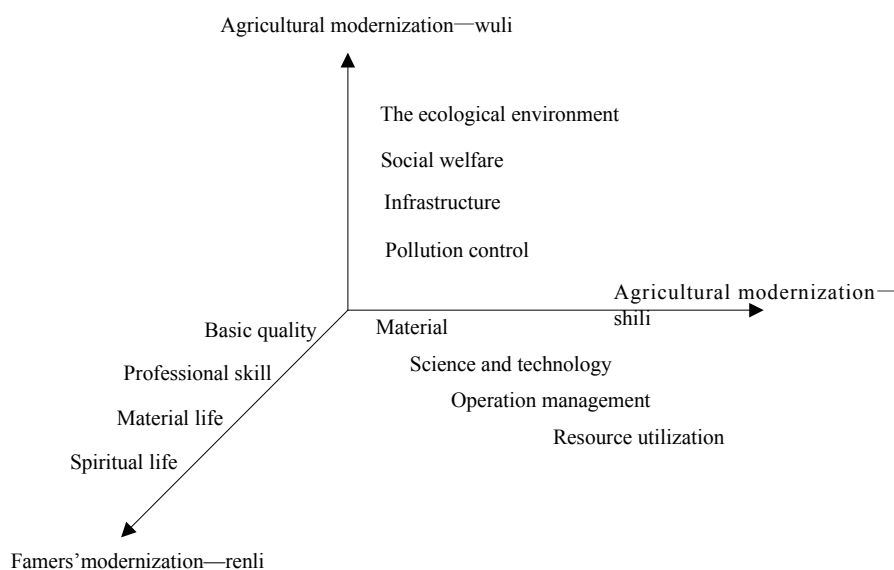 Agricultural modernization—wuli
The ecological environment
Social welfare
Infrastructure
Pollution control
Agricultural modernization—
shili
Material
Science and technology
Operation management
Resource utilization
Basic quality
Professional skill
Material life
Spiritual life
Famers’modernization—renli